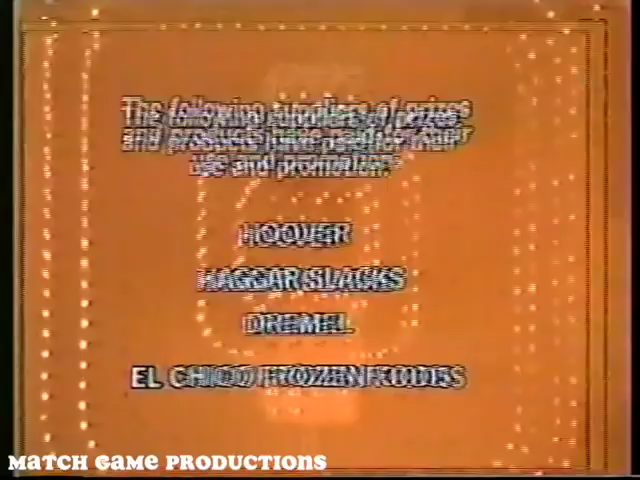 The following suppliers of prizes
and products have paid for their
use and promotion:
HOOVER
HAGGAR SLACKS
DREMEL
EL CHICO FROZEN FOODS
MATCH GAME PRODUCTIONS